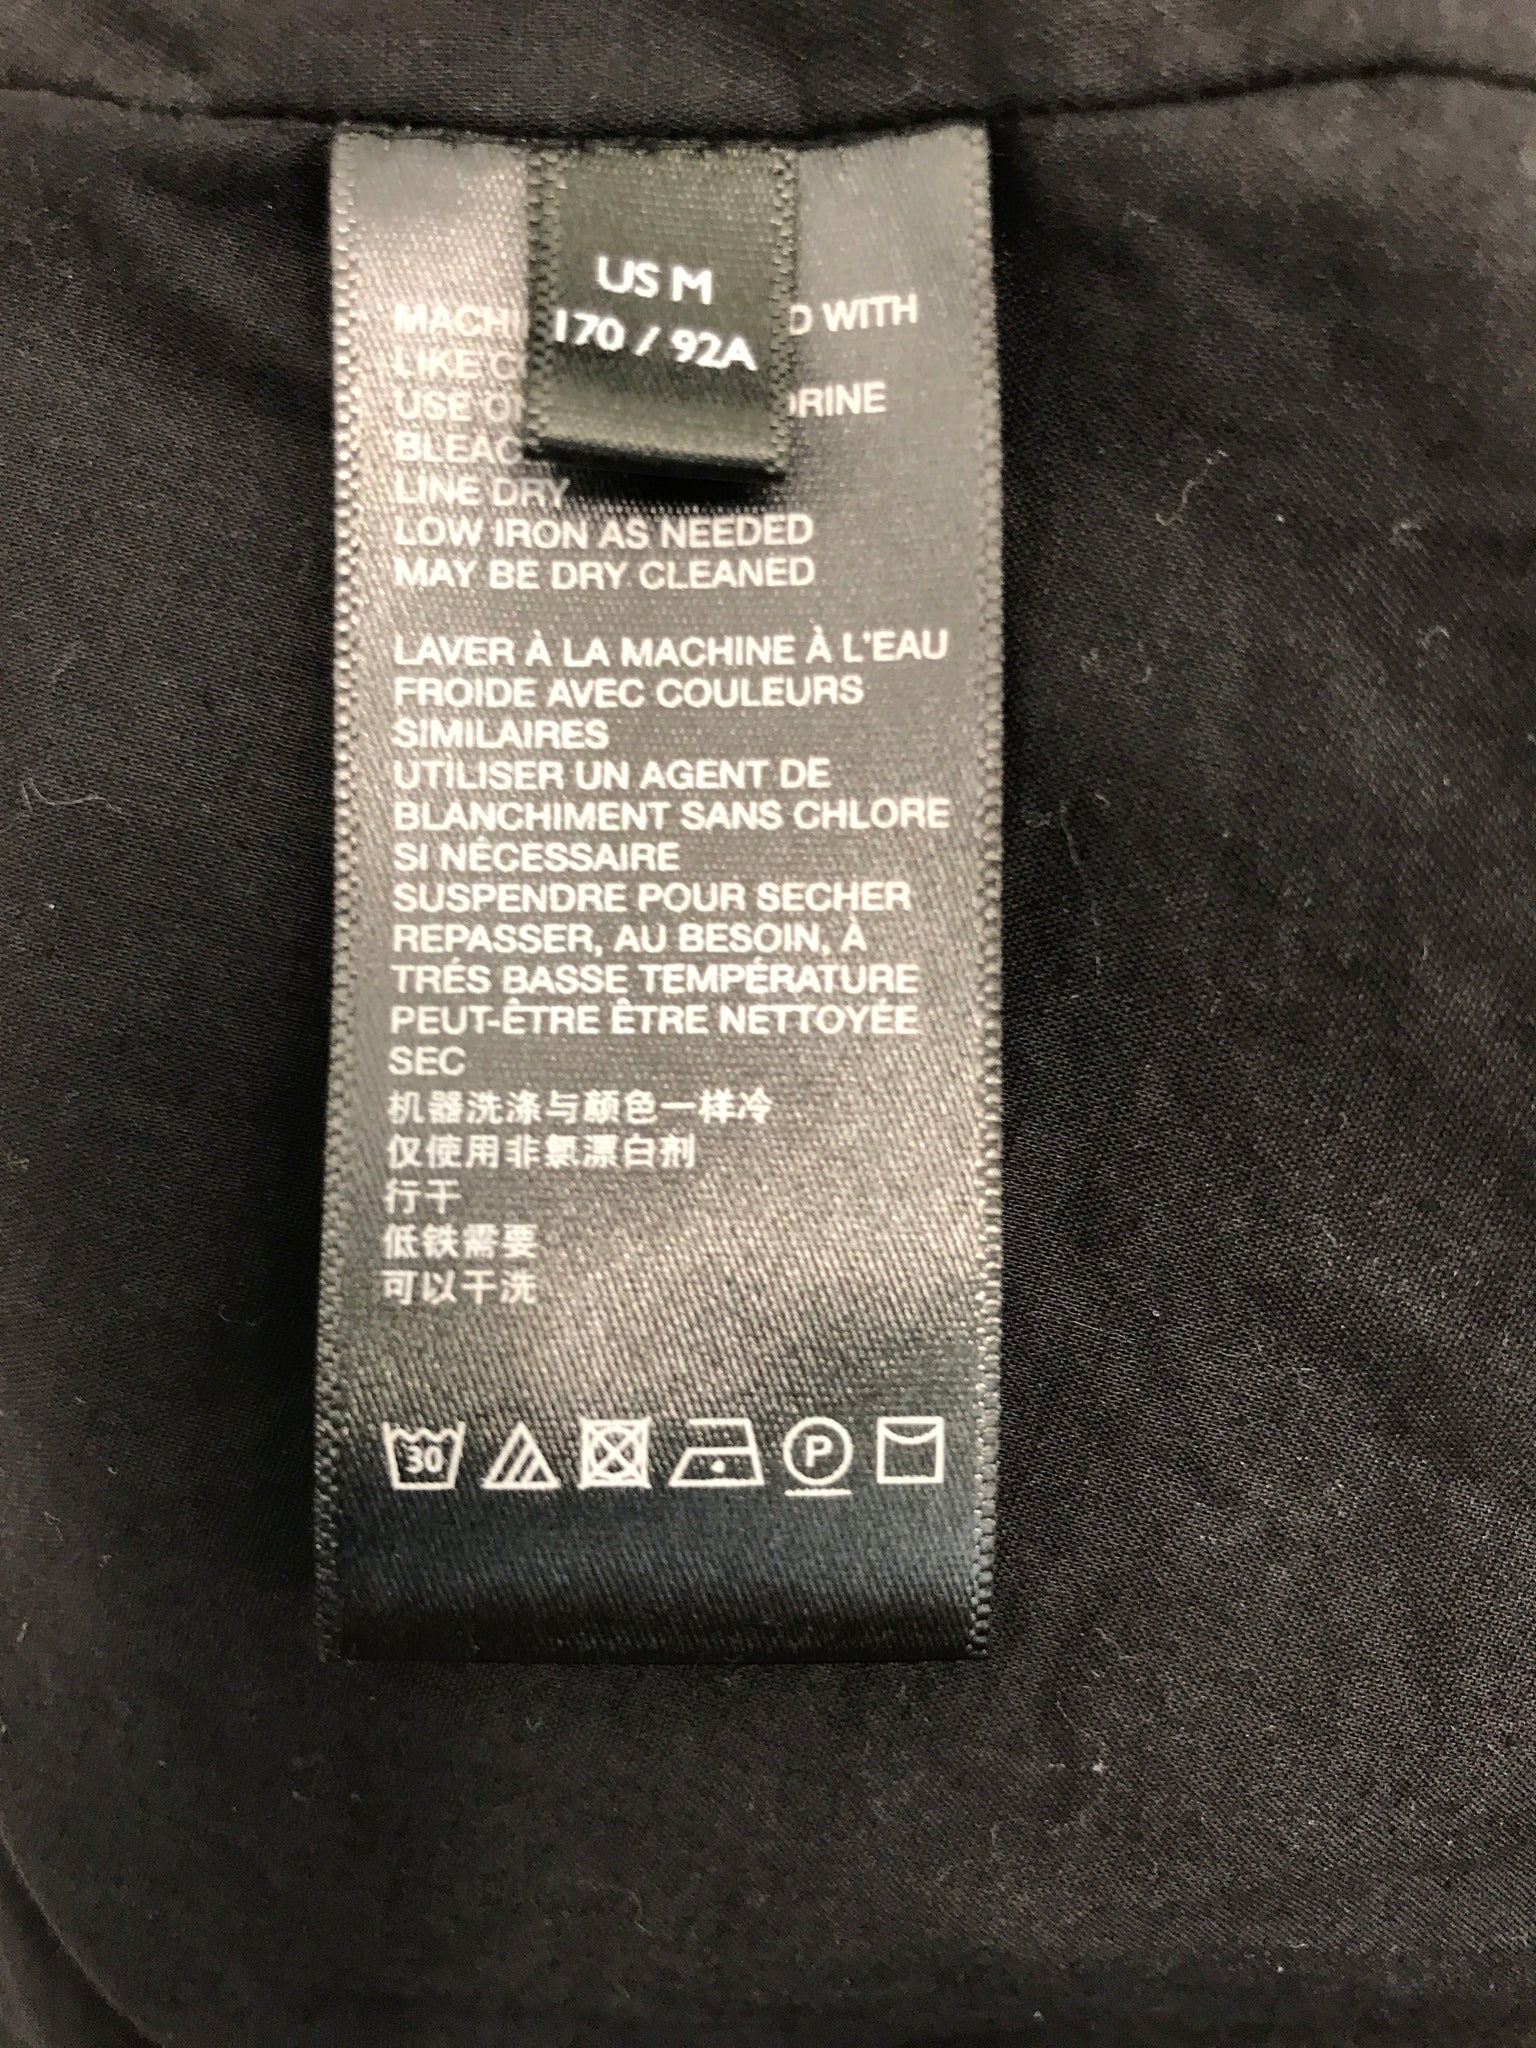 US M
170 / 92A
WITH
LIKE
USE
LINE DRY
LOW IRON AS NEEDED
MAY BE DRY CLEANED
LAVER À LA MACHINE À L'EAU
FROIDE AVEC COULEURS
SIMILAIRES
UTILISER UN AGENT DE
BLANCHIMENT SANS CHLORE
SI NÉCESSAIRE
SUSPENDRE POUR SECHER
REPASSER, AU BESOIN, À
TRÉS BASSE TEMPÉRATURE
PEUT-ÊTRE ÊTRE NETTOYÉE
SEC
机器洗涤与颜色一样冷
仅使用非氯漂白剂
行干
低铁需要
可以干洗
30
P